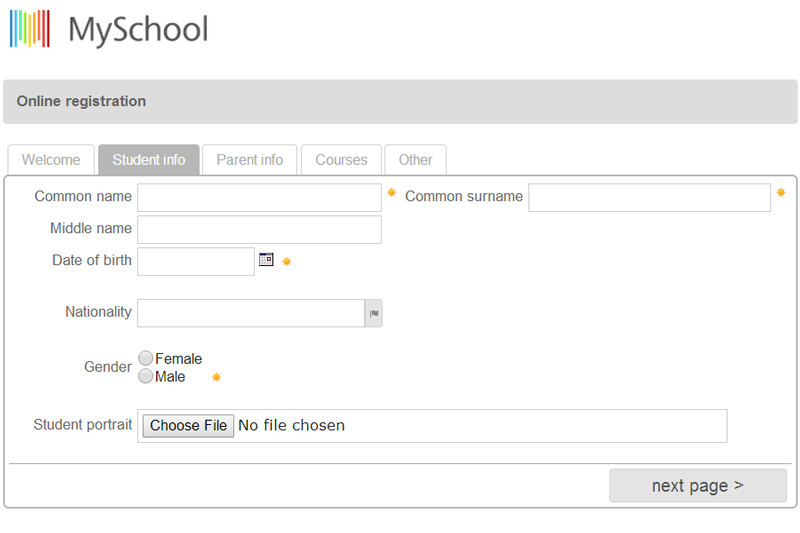 MySchool
Online registration
Welcome Student info Parent info Courses Other
Common name Common surname
Middle name
Date of birth
Nationality
Gender Female
Male
Student portrait Choose File No file chosen
next page >